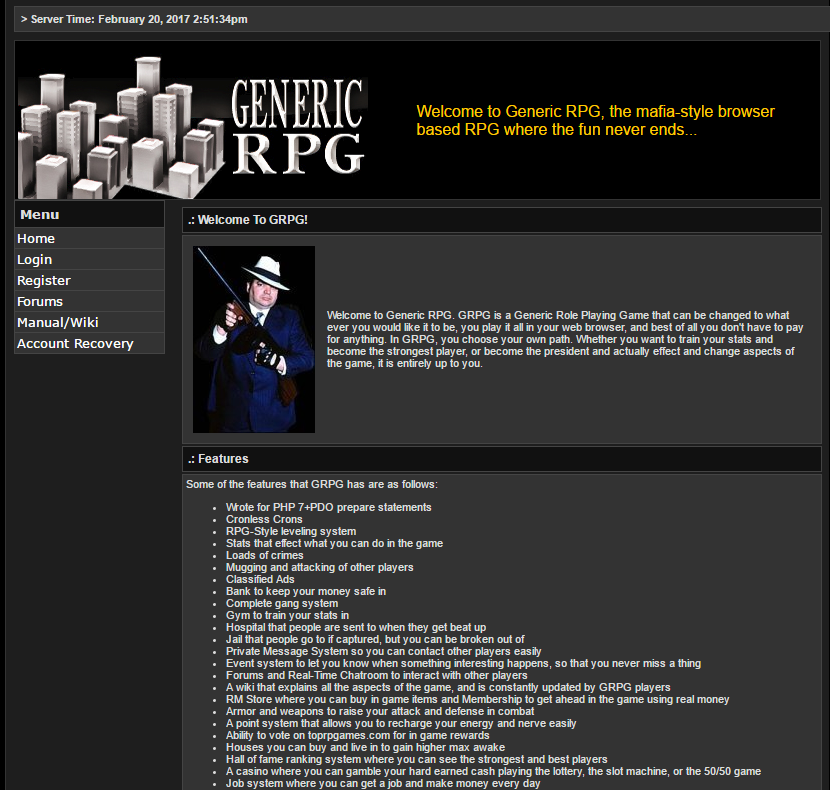 > Server Time: February 20, 2017 2:51:34pm
GENERIC
RPG
Welcome to Generic RPG, the mafia-style browser
based RPG where the fun never ends...
Menu
Home
Login
Register
Forums
Manual/Wiki
Account Recovery
.: Welcome To GRPG!
Welcome to Generic RPG. GRPG is a Generic Role Playing Game that can be changed to what
ever you would like it to be, you play it all in your web browser, and best of all you don't have to pay
for anything. In GRPG, you choose your own path. Whether you want to train your stats and
become the strongest player, or become the president and actually effect and change aspects of
the game, it is entirely up to you.
.: Features
Some of the features that GRPG has are as follows:
• Wrote for PHP 7+PDO prepare statements
• Cronless Crons
• RPG-Style leveling system
• Stats that effect what you can do in the game
• Loads of crimes
• Mugging and attacking of other players
• Classified Ads
• Bank to keep your money safe in
• Complete gang system
• Gym to train your stats in
• Hospital that people are sent to when they get beat up
• Jail that people go to if captured, but you can be broken out of
• Private Message System so you can contact other players easily
• Event system to let you know when something interesting happens, so that you never miss a thing
• Forums and Real-Time Chatroom to interact with other players
• A wiki that explains all the aspects of the game, and is constantly updated by GRPG players
• RM Store where you can buy in game items and Membership to get ahead in the game using real money
• Armor and weapons to raise your attack and defense in combat
• A point system that allows you to recharge your energy and nerve easily
• Ability to vote on toprpgames.com for in game rewards
• Houses you can buy and live in to gain higher max awake
• Hall of fame ranking system where you can see the strongest and best players
• A casino where you can gamble your hard earned cash playing the lottery, the slot machine, or the 50/50 game
• Job system where you can get a job and make money every day